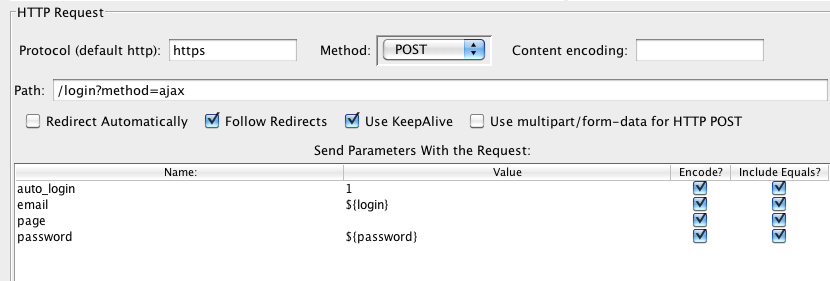 HTTP Request
Protocol (default http): https Method: POST Content encoding:
Path: /login?method=ajax
Redirect Automatically Follow Redirects Use KeepAlive Use multipart/form-data for HTTP POST
Send Parameters With the Request:
Name: Value Encode? Include Equals?
auto_login 1
email ${login}
page
password ${password}